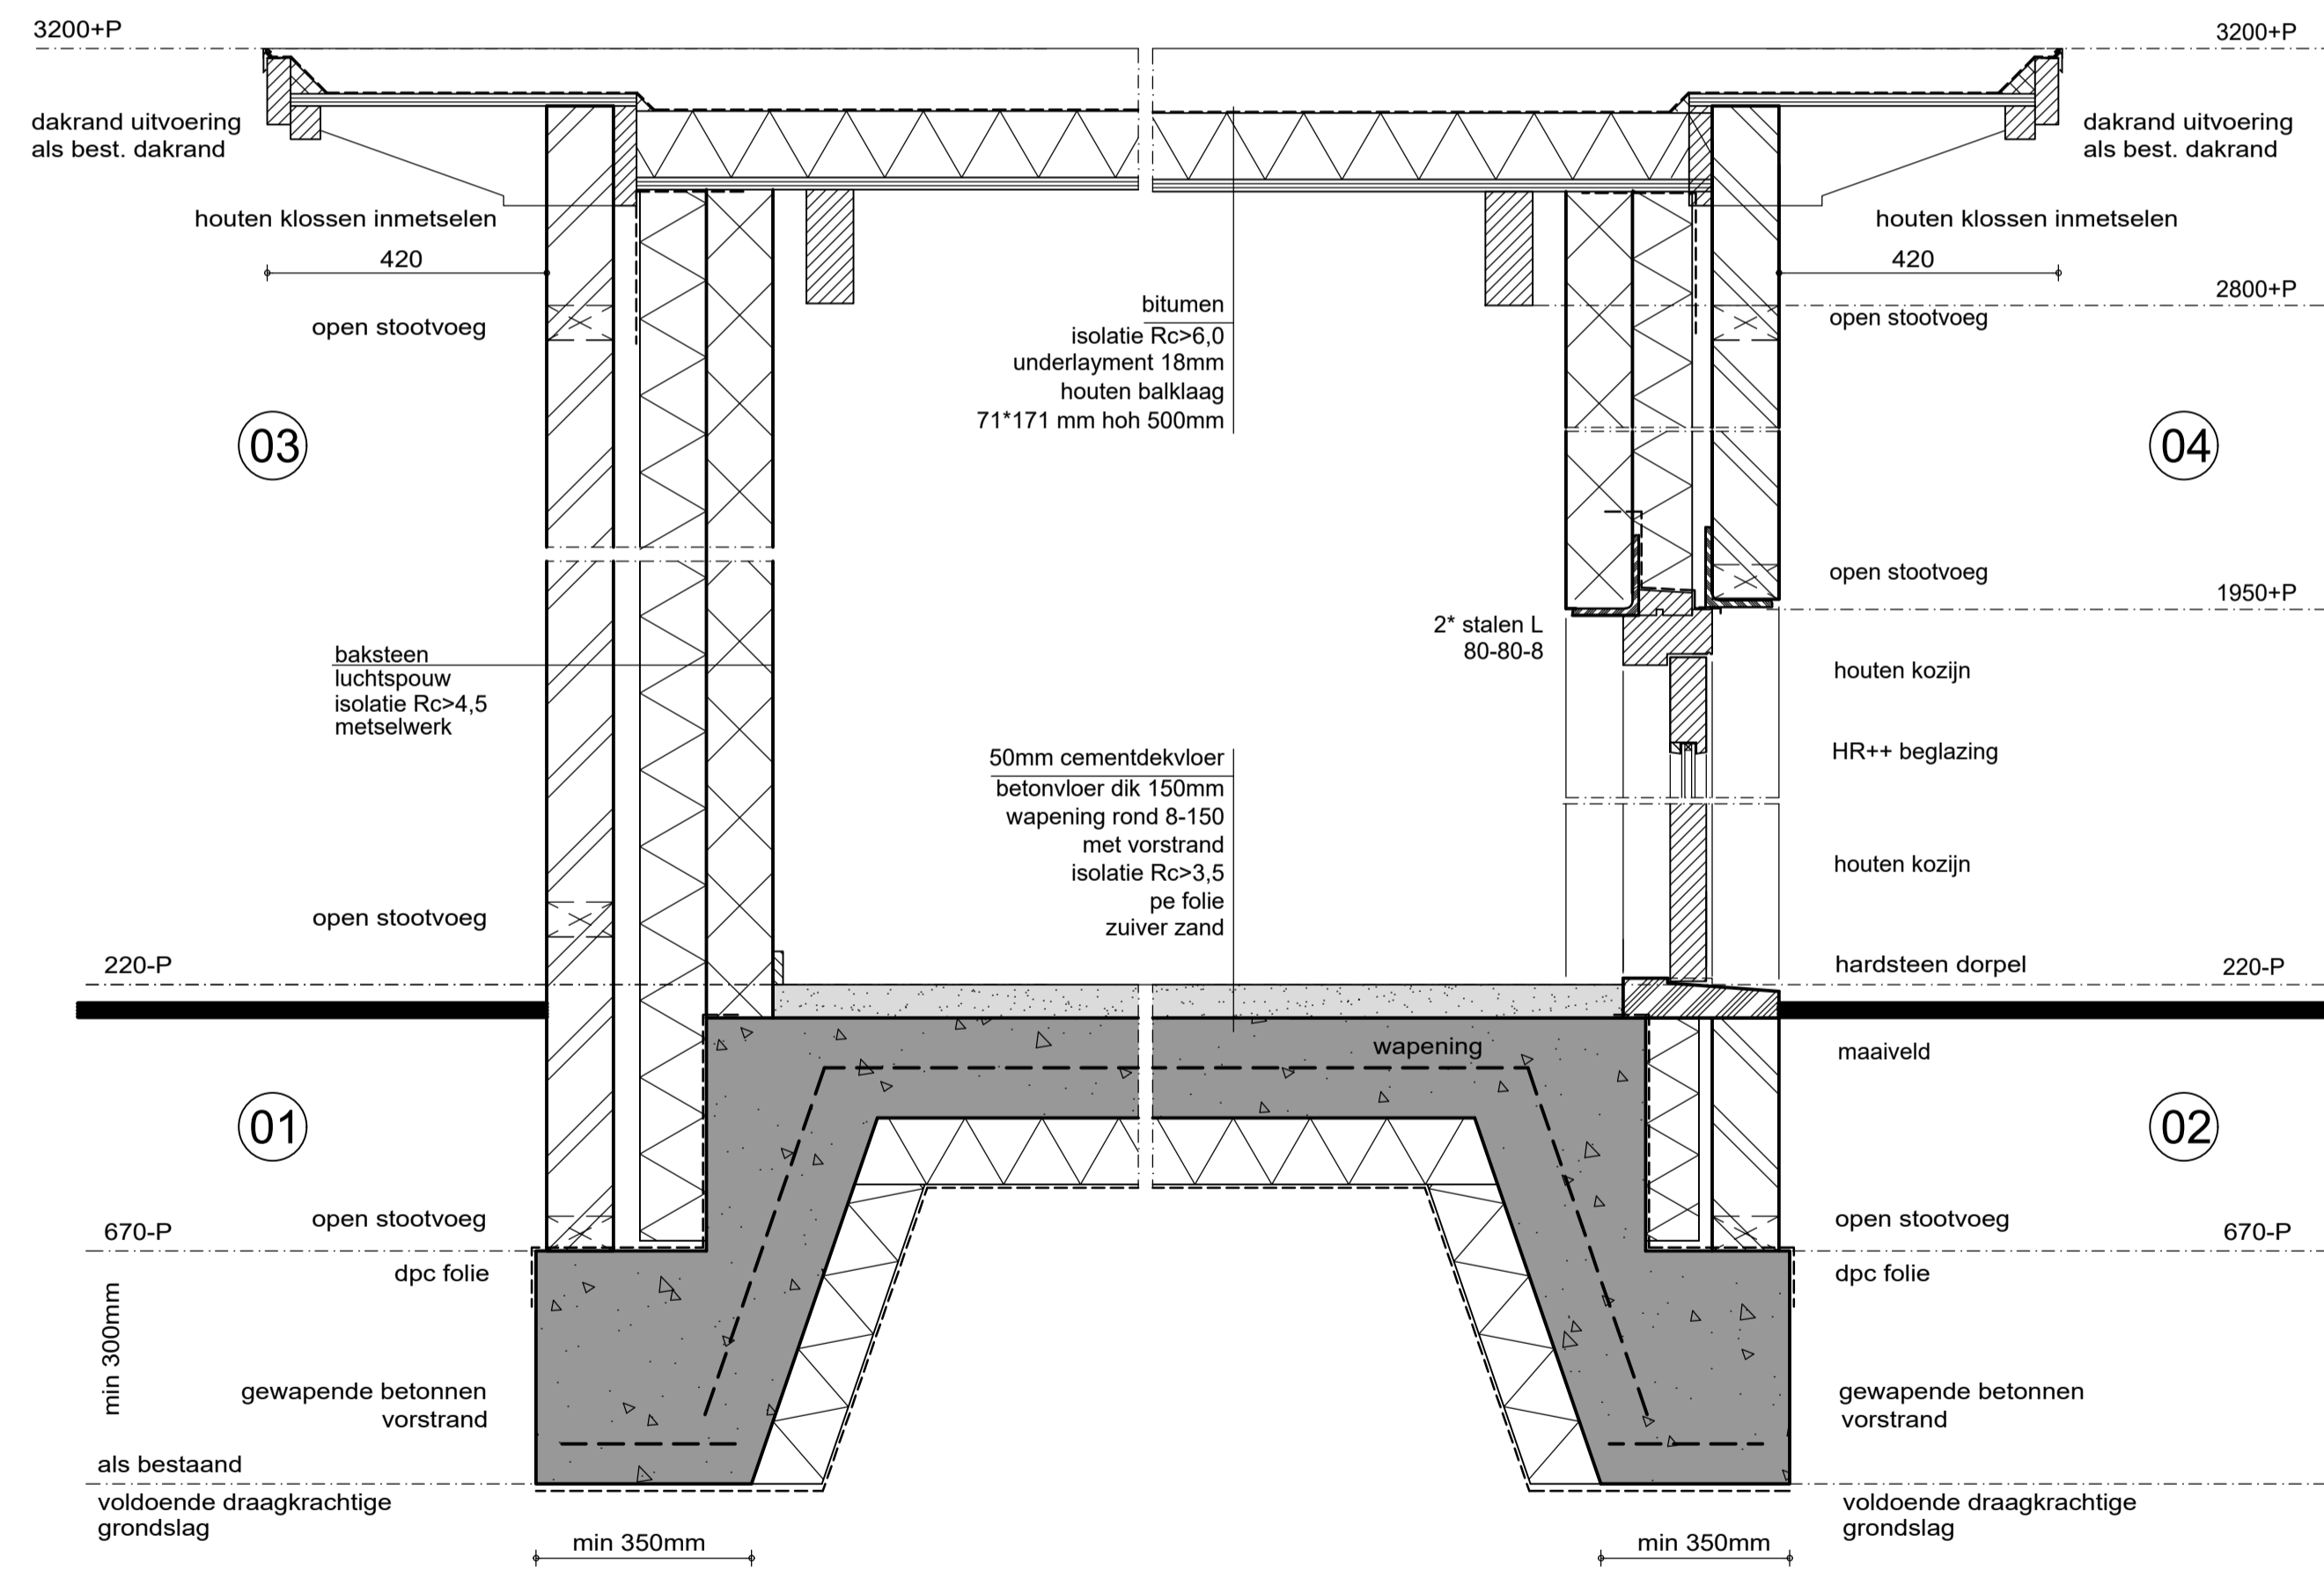 3200+P
3200+P
dakrand uitvoering
als best. dakrand
dakrand uitvoering
als best. dakrand
houten klossen inmetselen
houten klossen inmetselen
420
420
2800+P
open stootvoeg
open stootvoeg
bitumen
isolatie Rc>6,0
underlayment 18mm
houten balklaag
71*171 mm hoh 500mm
03
04
open stootvoeg
1950+P
2* stalen L
80-80-8
baksteen
luchtspouw
isolatie Rc>4,5
metselwerk
houten kozijn
HR++ beglazing
50mm cementdekvloer
betonvloer dik 150mm
wapening rond 8-150
met vorstrand
isolatie Rc>3,5
pe folie
zuiver zand
houten kozijn
open stootvoeg
220-P
hardsteen dorpel
220-P
wapening
maaiveld
01
02
open stootvoeg
670-P
open stootvoeg
670-P
dpc folie
dpc folie
min 300mm
gewapende betonnen
vorstrand
gewapende betonnen
vorstrand
als bestaand
voldoende draagkrachtige
grondslag
voldoende draagkrachtige
grondslag
min 350mm
min 350mm